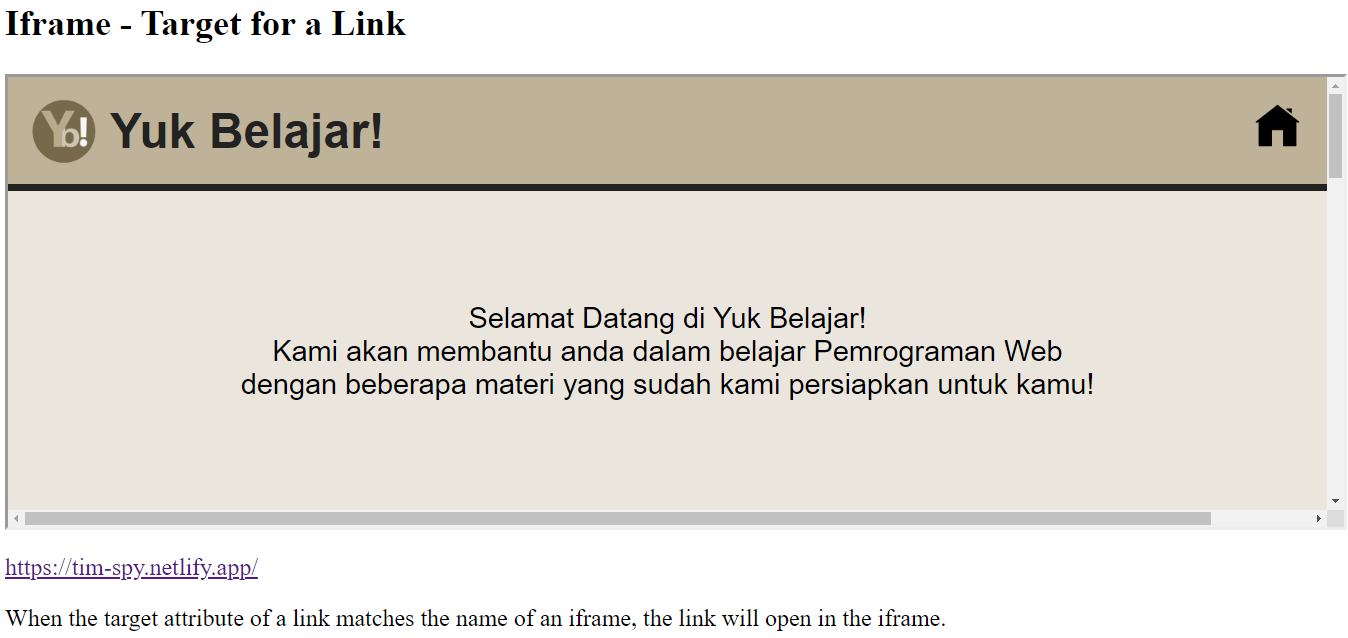 Iframe - Target for a Link
Yb!
Yuk Belajar!
Selamat Datang di Yuk Belajar!
Kami akan membantu anda dalam belajar Pemrograman Web
dengan beberapa materi yang sudah kami persiapkan untuk kamu!
https://tim-spy.netlify.app/
When the target attribute of a link matches the name of an iframe, the link will open in the iframe.